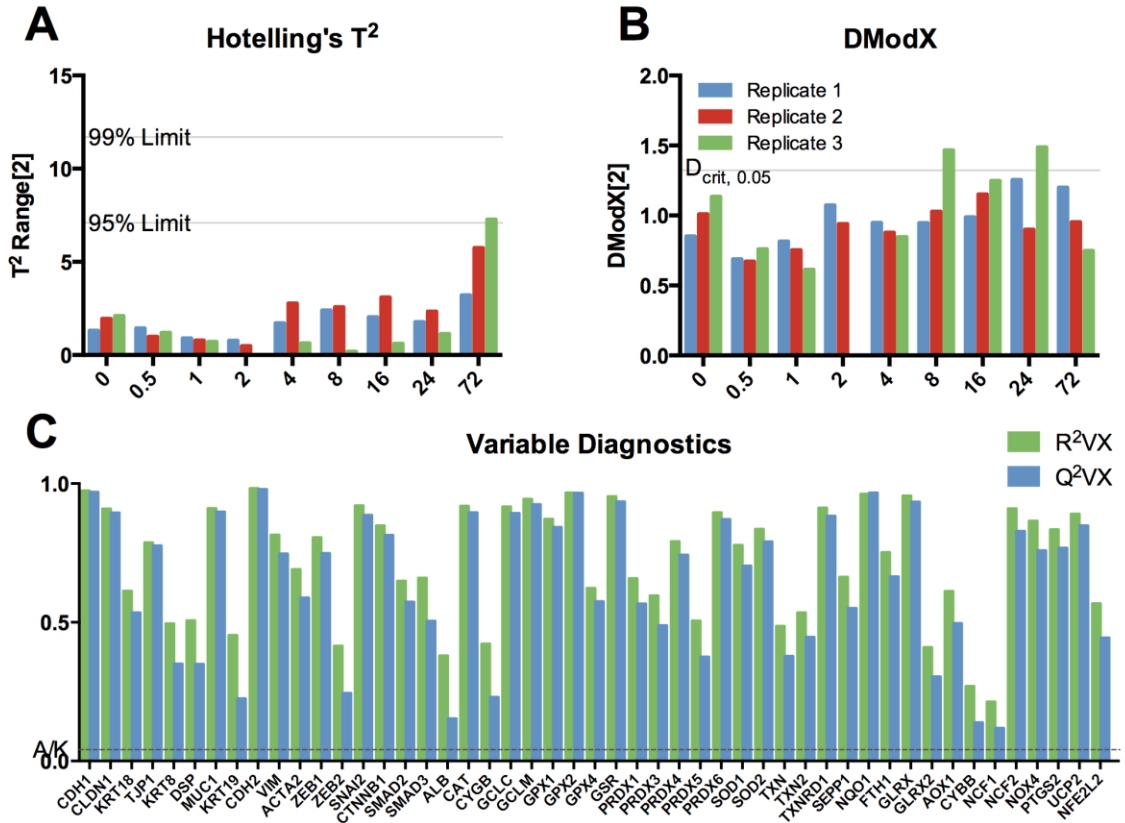 A
Hotelling's T²
T² Range[2]
15
10
5
0
99% Limit
95% Limit
0 0.5 1 2 4 8 16 24 72
B
DModX
DModX[2]
2.0
1.5
1.0
0.5
0.0
Replicate 1
Replicate 2
Replicate 3
Dcrit, 0.05
0 0.5 1 2 4 8 16 24 72
C
Variable Diagnostics
R²VX
Q²VX
1.0
0.5
A/K
0.0
CDH1 CLDN1 KRT18 TJP1 KRT8 DSP MUC1 KRT19 CDH2 VIM ACTA2 ZEB1 ZEB2 SNAI2 CTNNB1 SMAD2 SMAD3 ALB CAT CYGB GCLC GCLM GPX1 GPX2 GPX4 GSR PRDX1 PRDX3 PRDX4 PRDX5 PRDX6 SOD1 SOD2 TXN TXN2 TXNRD1 SEPP1 NQO1 FTH1 GLRX GLRX2 AOX1 CYBB NCF1 NCF2 NOX4 PTGS2 UCP2 NFE2L2